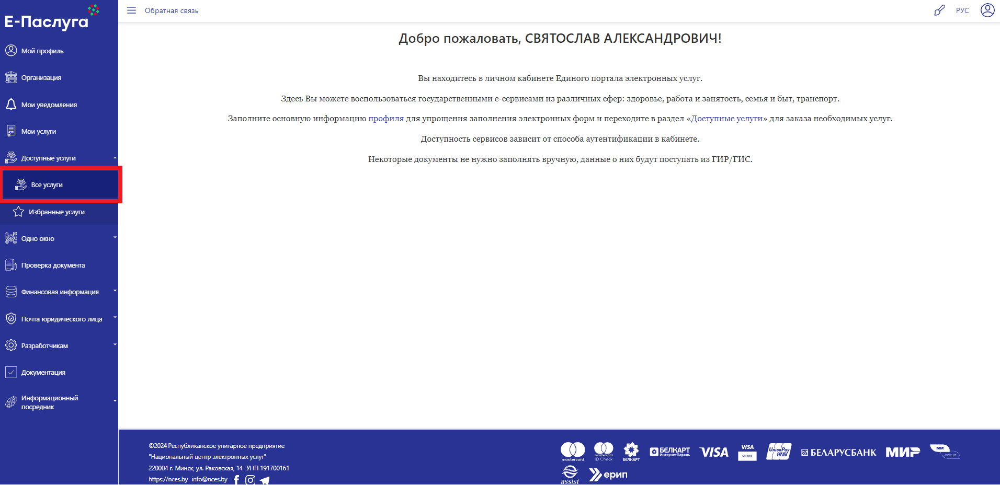 Е-Паслуга
Обратная связь
РУС
Мой профиль
Организация
Мои уведомления
Мои услуги
Доступные услуги
Все услуги
Избранные услуги
Одно окно
Проверка документа
Финансовая информация
Почта юридического лица
Разработчикам
Документация
Информационный
посредник
Добро пожаловать, СВЯТОСЛАВ АЛЕКСАНДРОВИЧ!
Вы находитесь в личном кабинете Единого портала электронных услуг.
Здесь Вы можете воспользоваться государственными е-сервисами из различных сфер: здоровье, работа и занятость, семья и быт, транспорт.
Заполните основную информацию профиля для упрощения заполнения электронных форм и переходите в раздел «Доступные услуги» для заказа необходимых услуг.
Доступность сервисов зависит от способа аутентификации в кабинете.
Некоторые документы не нужно заполнять вручную, данные о них будут поступать из ГИР/ГИС.
©2024 Республиканское унитарное предприятие
"Национальный центр электронных услуг"
220004 г. Минск, ул. Раковская, 14 УНП 191700161
https://nces.by info@nces.by
mastercard
mastercard
ID Check
БЕЛКАРТ
БЕЛКАРТ
ИнтернетПароль
VISA
VISA
SECURE
UnionPay
银联
БЕЛАРУСБАНК
МИР
MIR
Accept
assist
ерип